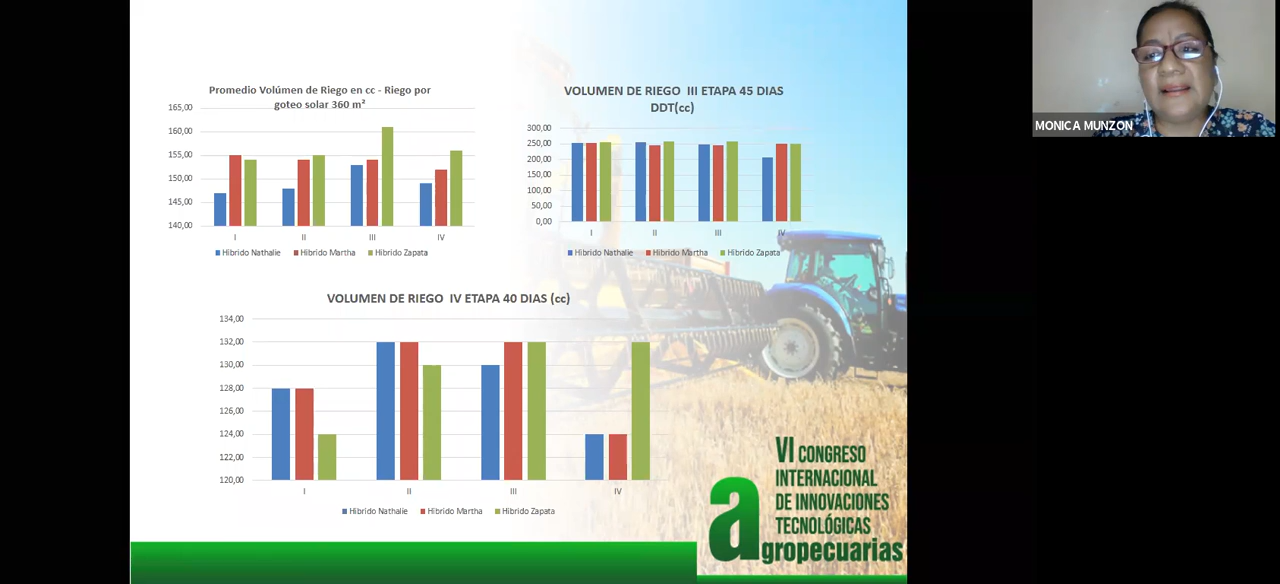 Promedio Volúmen de Riego en cc - Riego por
goteo solar 360 m²
165,00
160,00
155,00
150,00
145,00
140,00
I II III IV
Hibrido Nathalie Hibrido Martha Hibrido Zapata
VOLUMEN DE RIEGO III ETAPA 45 DIAS
DDT(cc)
300,00
250,00
200,00
150,00
100,00
50,00
0,00
I II III IV
Hibrido Nathalie Hibrido Martha Hibrido Zapata
VOLUMEN DE RIEGO IV ETAPA 40 DIAS (cc)
134,00
132,00
130,00
128,00
126,00
124,00
122,00
120,00
I II III IV
Hibrido Nathalie Hibrido Martha Hibrido Zapata
VI CONGRESO
INTERNACIONAL
DE INNOVACIONES
TECNOLÓGICAS
agropecuarias
MONICA MUNZON